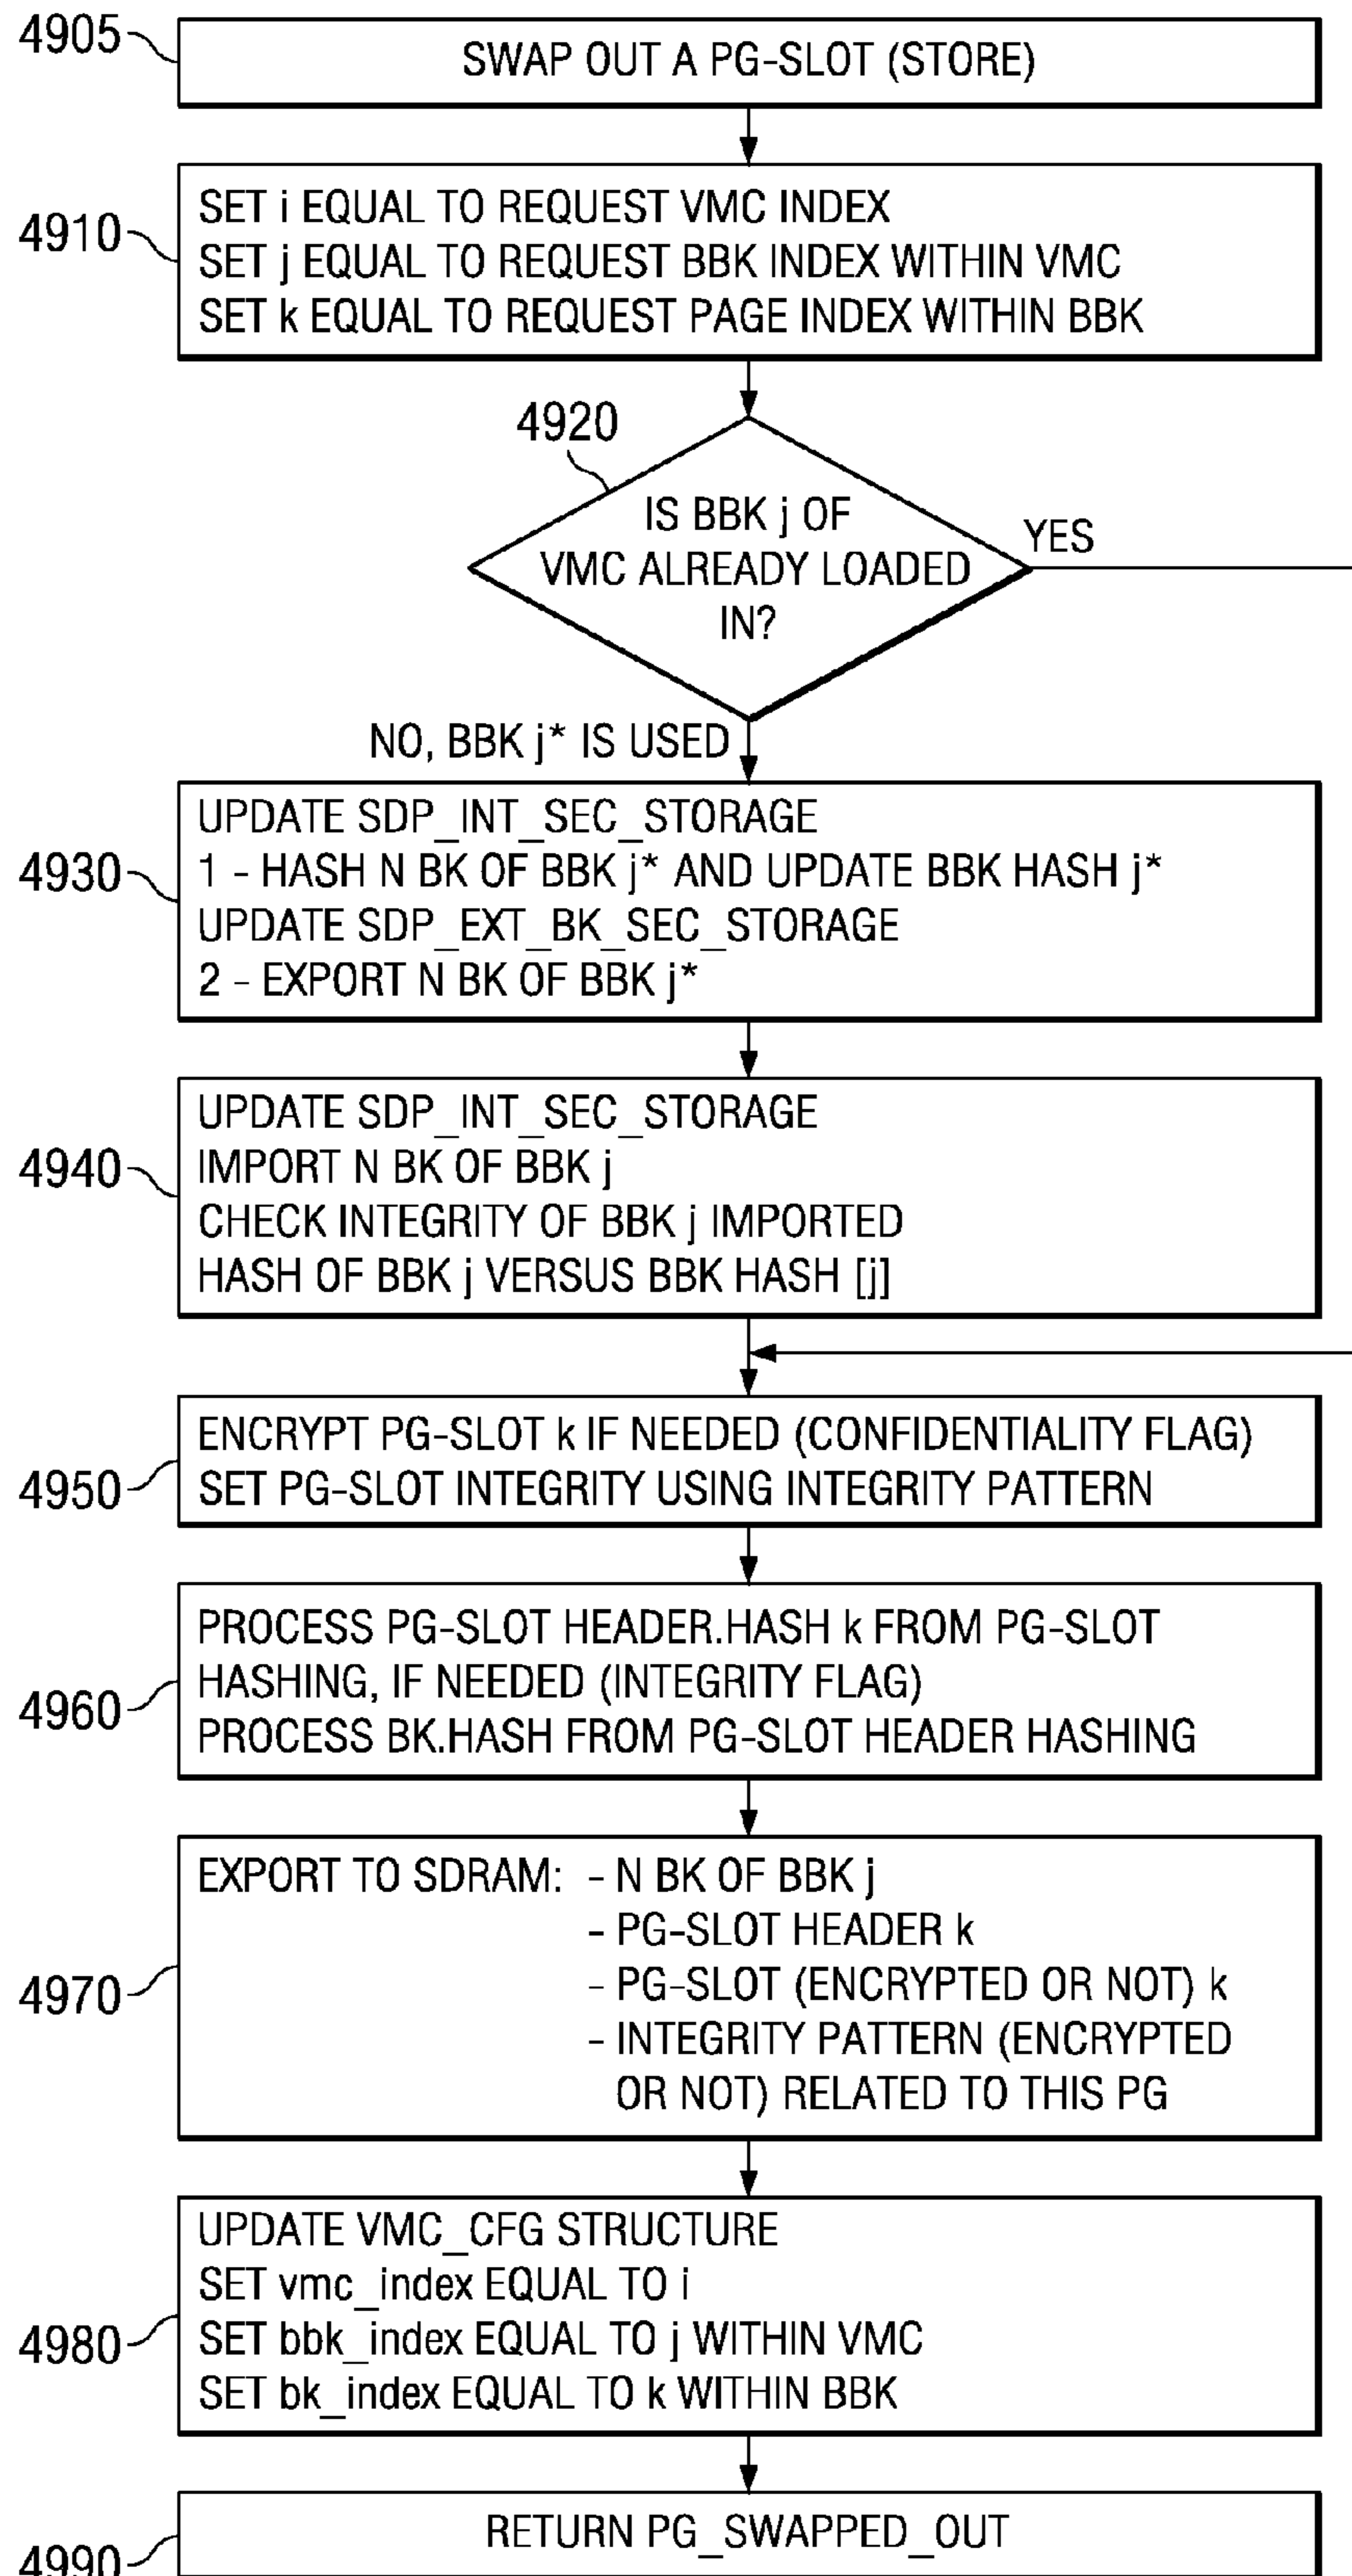 4905
SWAP OUT A PG-SLOT (STORE)
4910
SET i EQUAL TO REQUEST VMC INDEX
SET j EQUAL TO REQUEST BBK INDEX WITHIN VMC
SET k EQUAL TO REQUEST PAGE INDEX WITHIN BBK
4920
IS BBK j OF
VMC ALREADY LOADED
IN?
YES
NO, BBK j* IS USED
4930
UPDATE SDP_INT_SEC_STORAGE
1 - HASH N BK OF BBK j* AND UPDATE BBK HASH j*
UPDATE SDP_EXT_BK_SEC_STORAGE
2 - EXPORT N BK OF BBK j*
4940
UPDATE SDP_INT_SEC_STORAGE
IMPORT N BK OF BBK j
CHECK INTEGRITY OF BBK j IMPORTED
HASH OF BBK j VERSUS BBK HASH [j]
4950
ENCRYPT PG-SLOT k IF NEEDED (CONFIDENTIALITY FLAG)
SET PG-SLOT INTEGRITY USING INTEGRITY PATTERN
4960
PROCESS PG-SLOT HEADER.HASH k FROM PG-SLOT
HASHING, IF NEEDED (INTEGRITY FLAG)
PROCESS BK.HASH FROM PG-SLOT HEADER HASHING
4970
EXPORT TO SDRAM: - N BK OF BBK j
- PG-SLOT HEADER k
- PG-SLOT (ENCRYPTED OR NOT) k
- INTEGRITY PATTERN (ENCRYPTED
OR NOT) RELATED TO THIS PG
4980
UPDATE VMC_CFG STRUCTURE
SET vmc_index EQUAL TO i
SET bbk_index EQUAL TO j WITHIN VMC
SET bk_index EQUAL TO k WITHIN BBK
4990
RETURN PG_SWAPPED_OUT